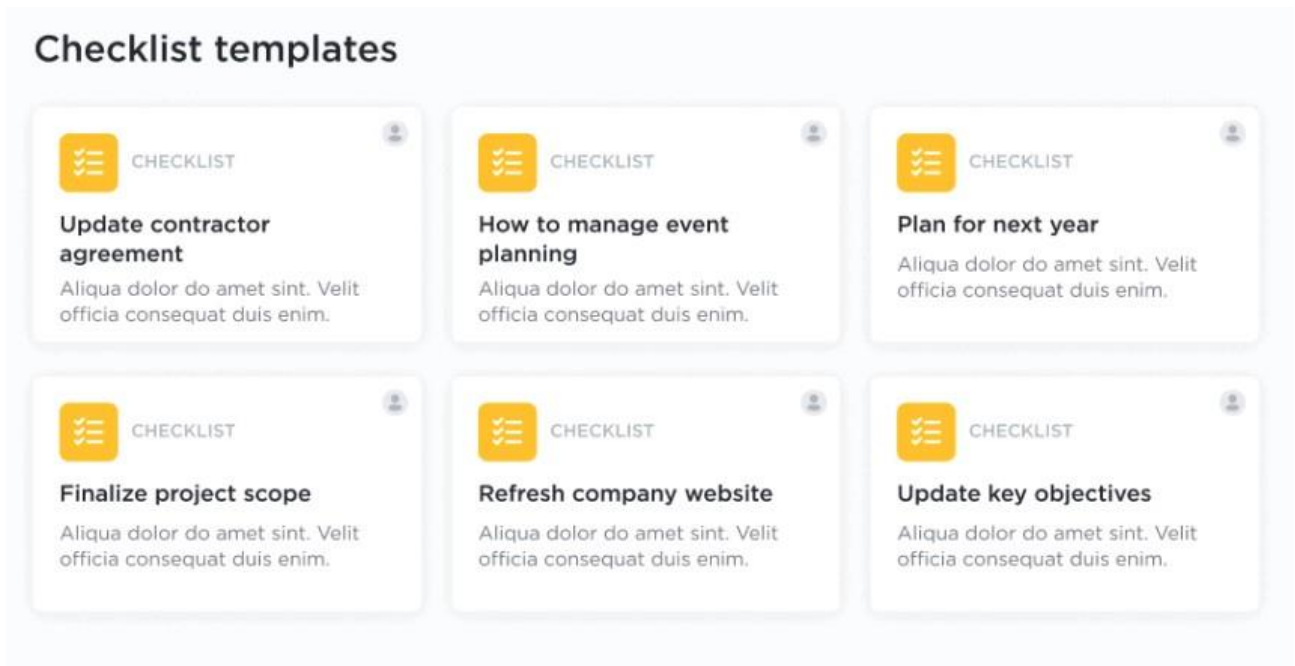 Checklist templates
CHECKLIST
Update contractor
agreement
Aliqua dolor do amet sint. Velit
officia consequat duis enim.
CHECKLIST
How to manage event
planning
Aliqua dolor do amet sint. Velit
officia consequat duis enim.
CHECKLIST
Plan for next year
Aliqua dolor do amet sint. Velit
officia consequat duis enim.
CHECKLIST
Finalize project scope
Aliqua dolor do amet sint. Velit
officia consequat duis enim.
CHECKLIST
Refresh company website
Aliqua dolor do amet sint. Velit
officia consequat duis enim.
CHECKLIST
Update key objectives
Aliqua dolor do amet sint. Velit
officia consequat duis enim.